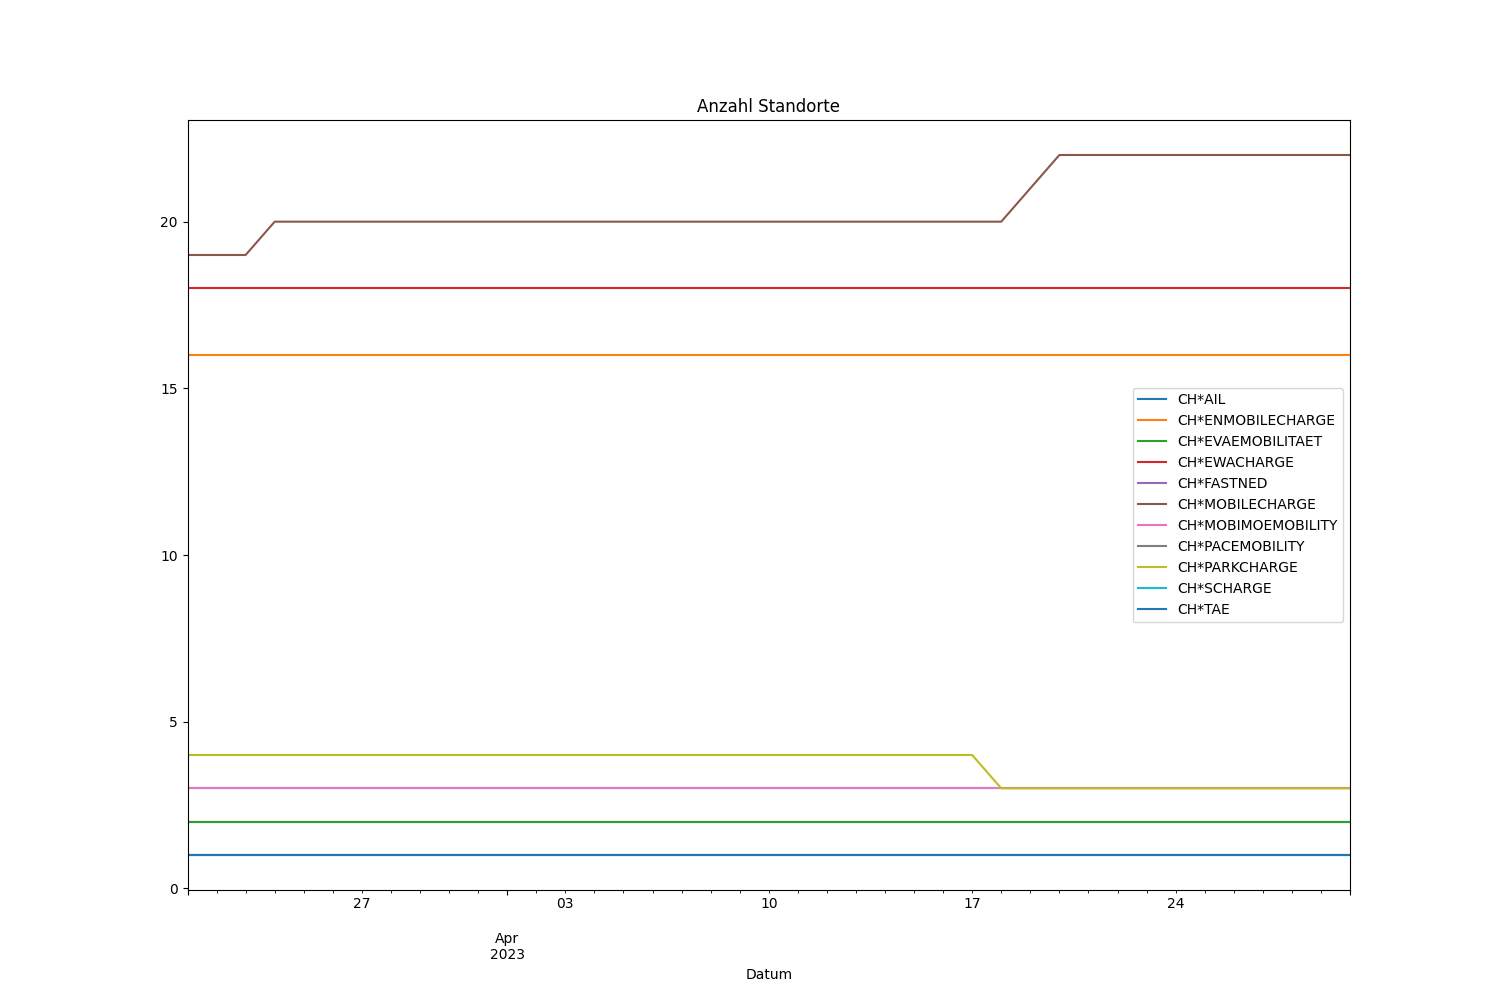 Anzahl Standorte
20
15
10
5
0
CH*AIL
CH*ENMOBILECHARGE
CH*EVAEMOBILITAET
CH*EWACHARGE
CH*FASTNED
CH*MOBILECHARGE
CH*MOBIMOEMOBILITY
CH*PACEMOBILITY
CH*PARKCHARGE
CH*SCHARGE
CH*TAE
27 03 10 17 24
Apr
2023
Datum